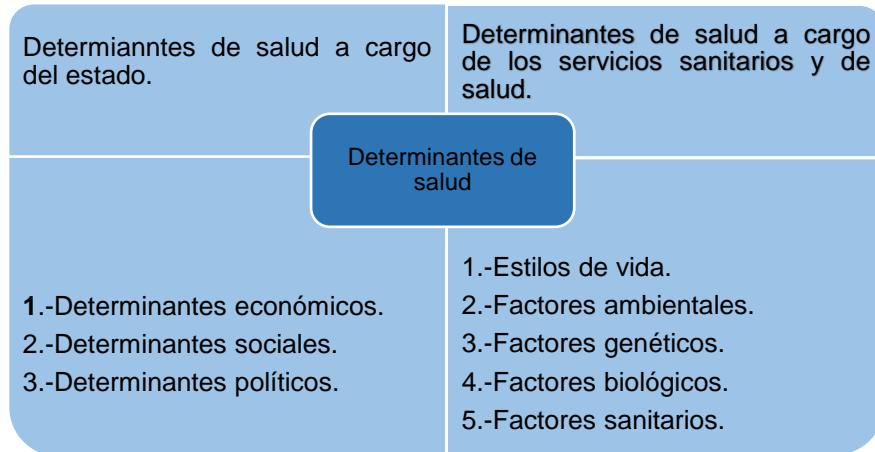 Determianntes de salud a cargo
del estado.
Determinantes de salud a cargo
de los servicios sanitarios y de
salud.
Determinantes de
salud
1.-Determinantes económicos.
2.-Determinantes sociales.
3.-Determinantes políticos.
1.-Estilos de vida.
2.-Factores ambientales.
3.-Factores genéticos.
4.-Factores biológicos.
5.-Factores sanitarios.